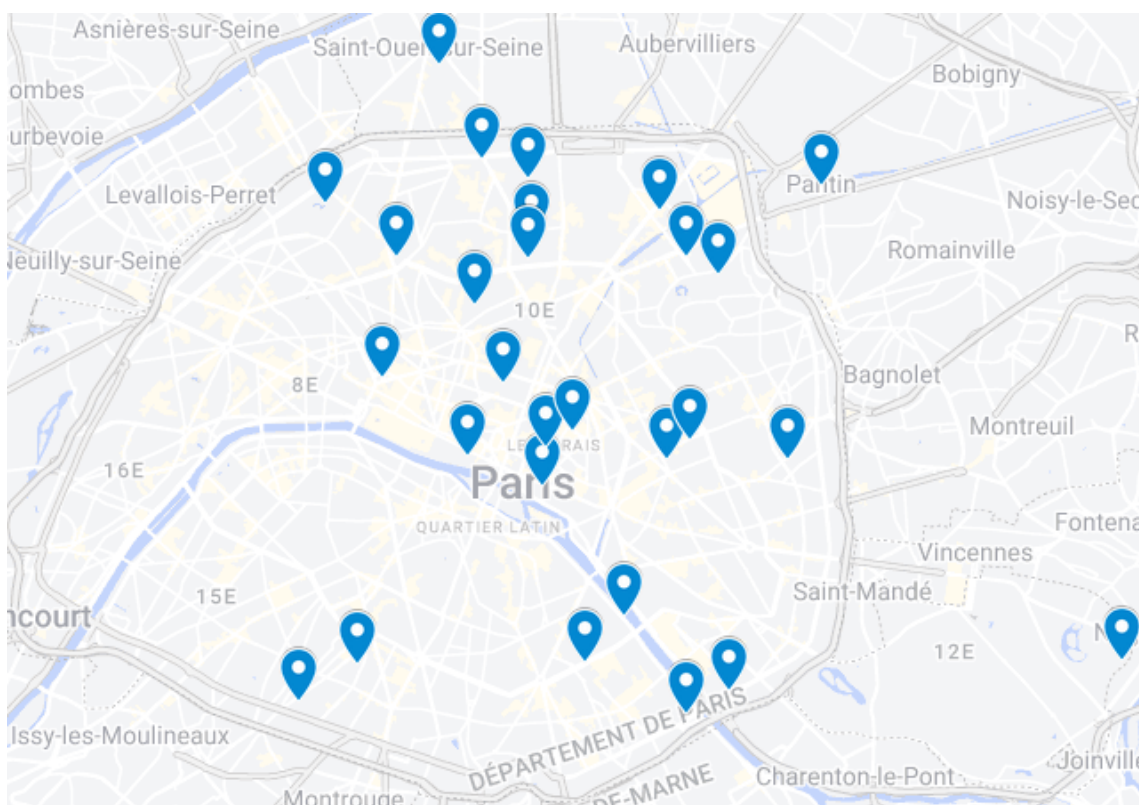 Asnières-sur-Seine
Saint-Ouen-sur-Seine
Aubervilliers
Bobigny
ombes
urbevoie
Levallois-Perret
Pantin
Noisy-le-Sec
Neuilly-sur-Seine
Romainville
10E
8E
Bagnolet
R
Montreuil
LE MARAIS
16E
Paris
QUARTIER LATIN
Fontena
Vincennes
15E
Saint-Mandé
ncourt
N
12E
Issy-les-Moulineaux
DÉPARTEMENT DE PARIS
Joinville
DE-MARNE
Charenton-le-Pont
Montrouge